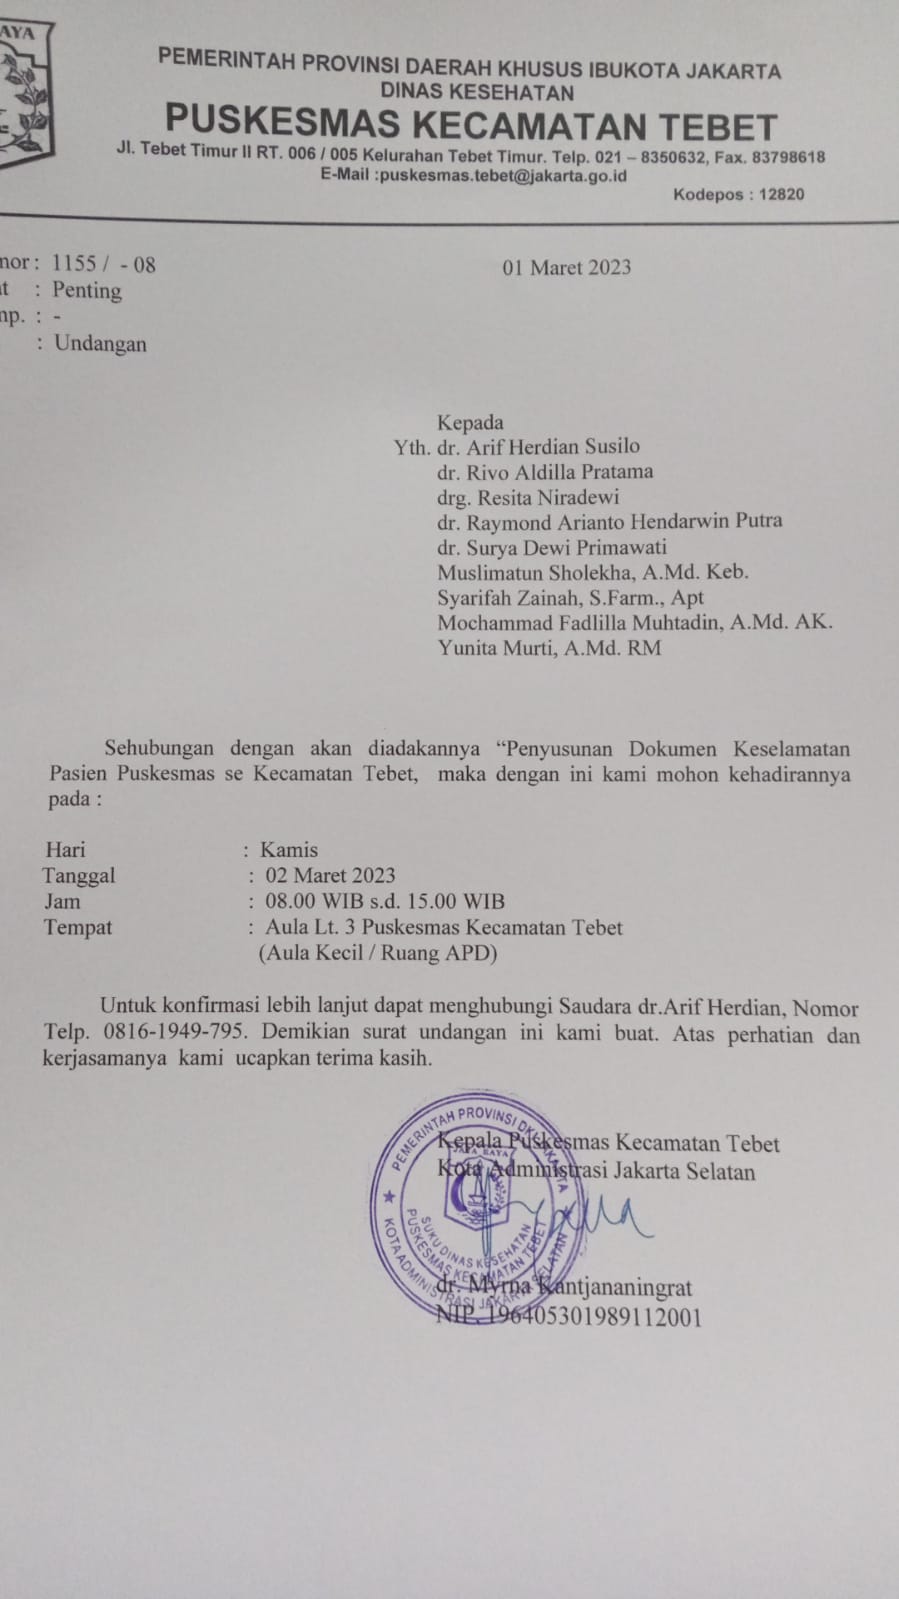 AYA
PEMERINTAH PROVINSI DAERAH KHUSUS IBUKOTA JAKARTA
DINAS KESEHATAN
PUSKESMAS KECAMATAN TEBET
Jl. Tebet Timur II RT. 006 / 005 Kelurahan Tebet Timur. Telp. 021 – 8350632, Fax. 83798618
E-Mail :puskesmas.tebet@jakarta.go.id
Kodepos : 12820
nor : 1155 /  - 08
01 Maret 2023
t : Penting
np. : -
: Undangan
Kepada
Yth. dr. Arif Herdian Susilo
dr. Rivo Aldilla Pratama
drg. Resita Niradewi
dr. Raymond Arianto Hendarwin Putra
dr. Surya Dewi Primawati
Muslimatun Sholekha, A.Md. Keb.
Syarifah Zainah, S.Farm., Apt
Mochammad Fadlilla Muhtadin, A.Md. AK.
Yunita Murti, A.Md. RM
Sehubungan dengan akan diadakannya “Penyusunan Dokumen Keselamatan
Pasien Puskesmas se Kecamatan Tebet, maka dengan ini kami mohon kehadirannya
pada :
Hari : Kamis
Tanggal : 02 Maret 2023
Jam : 08.00 WIB s.d. 15.00 WIB
Tempat : Aula Lt. 3 Puskesmas Kecamatan Tebet
(Aula Kecil / Ruang APD)
Untuk konfirmasi lebih lanjut dapat menghubungi Saudara dr.Arif Herdian, Nomor
Telp. 0816-1949-795. Demikian surat undangan ini kami buat. Atas perhatian dan
kerjasamanya kami ucapkan terima kasih.
Kepala Puskesmas Kecamatan Tebet
Kota Administrasi Jakarta Selatan
PEMERINTAH PROVINSI DKI JAKARTA
JAYA RAYA
SUKU DINAS KESEHATAN
PUSKESMAS KECAMATAN TEBET
KOTA ADMINISTRASI JAKARTA SELATAN
dr. Myrna Kantjananingrat
NIP. 196405301989112001